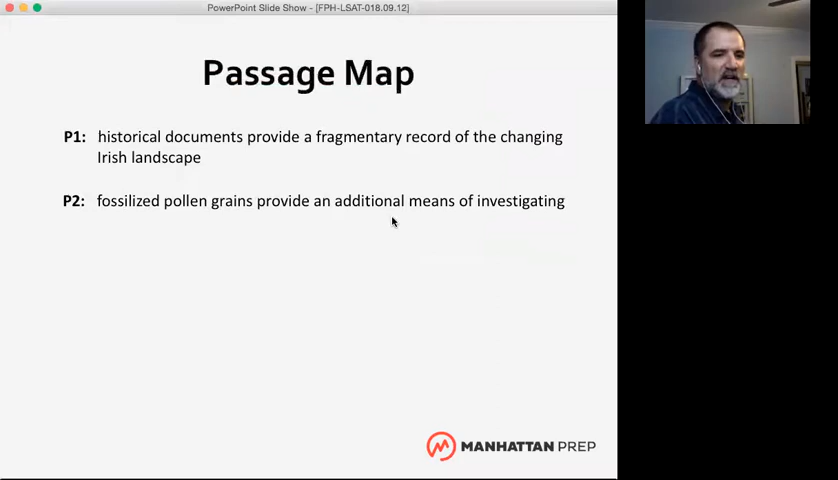 PowerPoint Slide Show - [FPH-LSAT-018.09.12]
Passage Map
P1: historical documents provide a fragmentary record of the changing
Irish landscape
P2: fossilized pollen grains provide an additional means of investigating
MANHATTAN PREP